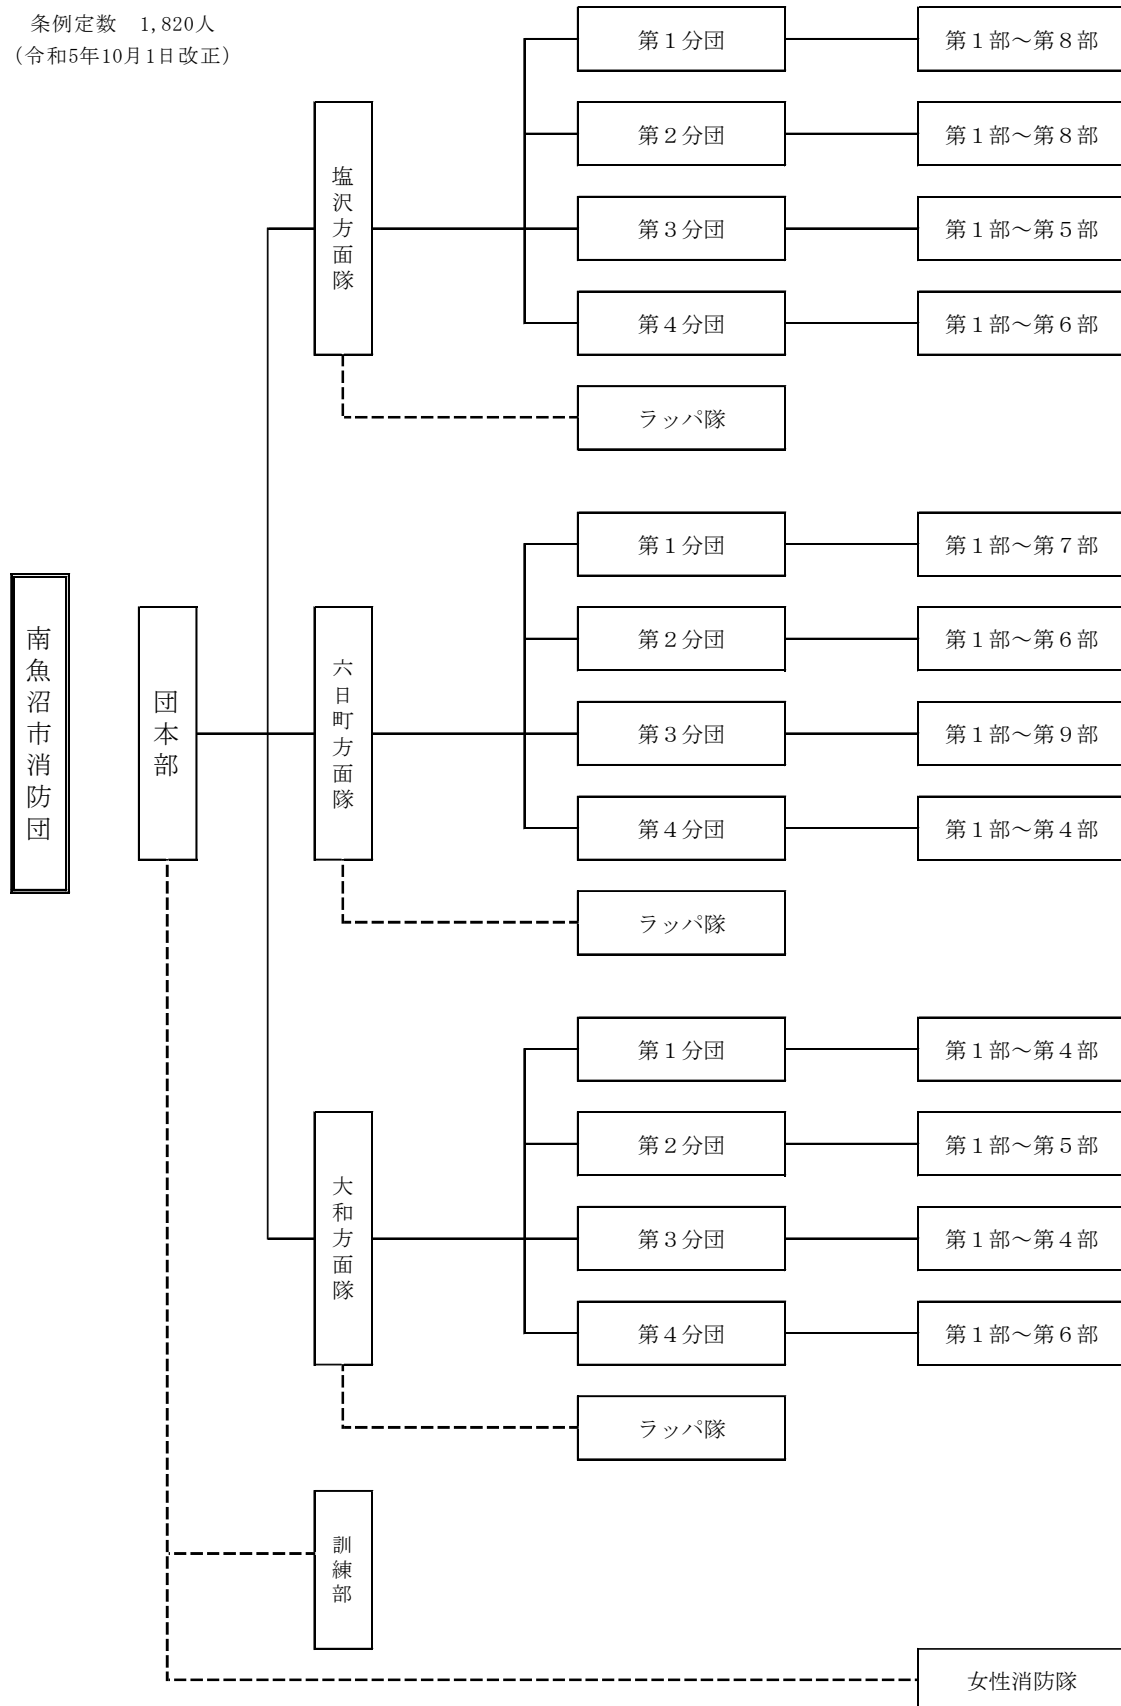 条例定数　1,820人
（令和5年10月1日改正）
南魚沼市消防団
団本部
塩沢方面隊
第１分団
第１部～第８部
第２分団
第１部～第８部
第３分団
第１部～第５部
第４分団
第１部～第６部
ラッパ隊
六日町方面隊
第１分団
第１部～第７部
第２分団
第１部～第６部
第３分団
第１部～第９部
第４分団
第１部～第４部
ラッパ隊
大和方面隊
第１分団
第１部～第４部
第２分団
第１部～第５部
第３分団
第１部～第４部
第４分団
第１部～第６部
ラッパ隊
訓練部
女性消防隊